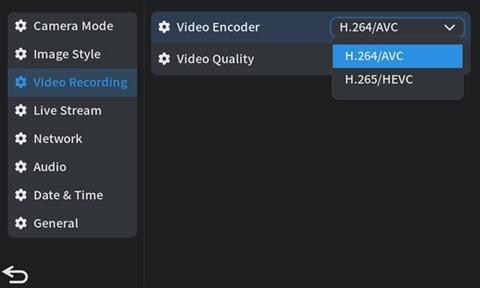 Camera Mode
Image Style
Video Recording
Live Stream
Network
Audio
Date & Time
General
Video Encoder
H.264/AVC
Video Quality
H.264/AVC
H.265/HEVC